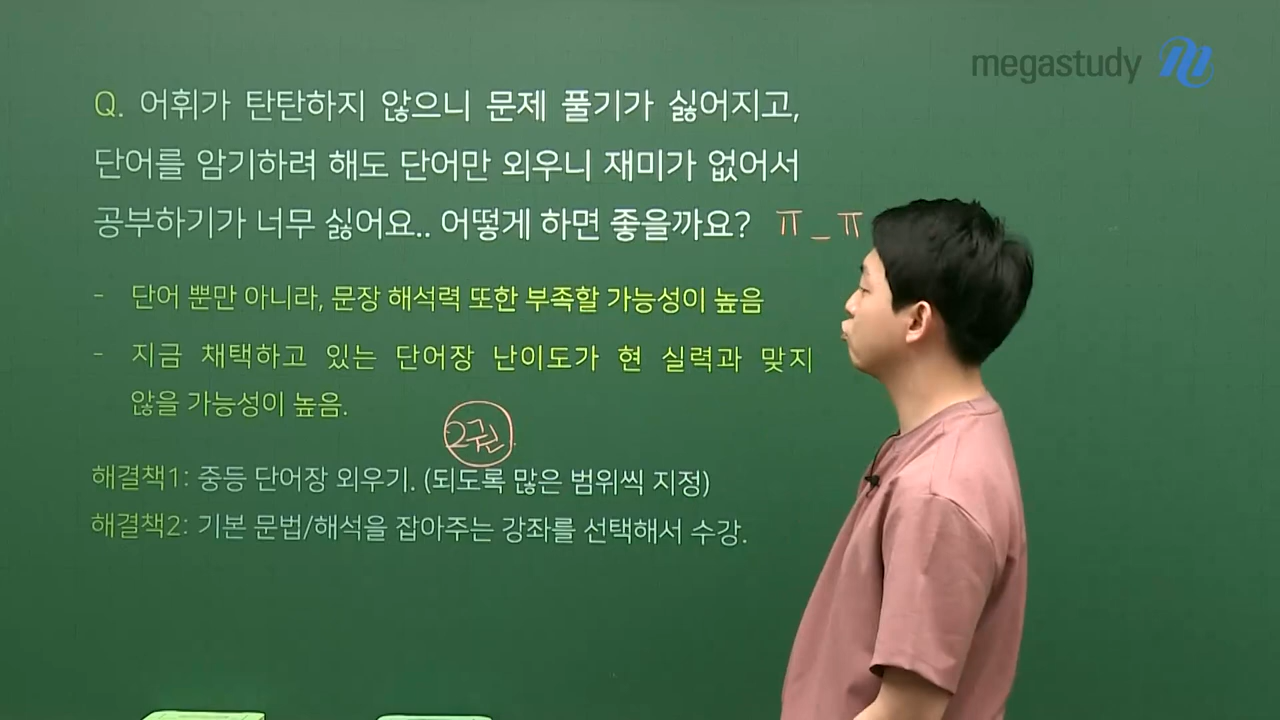 megastudy
Q. 어휘가 탄탄하지 않으니 문제 풀기가 싫어지고,
단어를 암기하려 해도 단어만 외우니 재미가 없어서
공부하기가 너무 싫어요.. 어떻게 하면 좋을까요? ㅠ_ㅠ
- 단어 뿐만 아니라, 문장 해석력 또한 부족할 가능성이 높음
- 지금 채택하고 있는 단어장 난이도가 현 실력과 맞지
않을 가능성이 높음.
2권
해결책1: 중등 단어장 외우기. (되도록 많은 범위씩 지정)
해결책2: 기본 문법/해석을 잡아주는 강좌를 선택해서 수강.